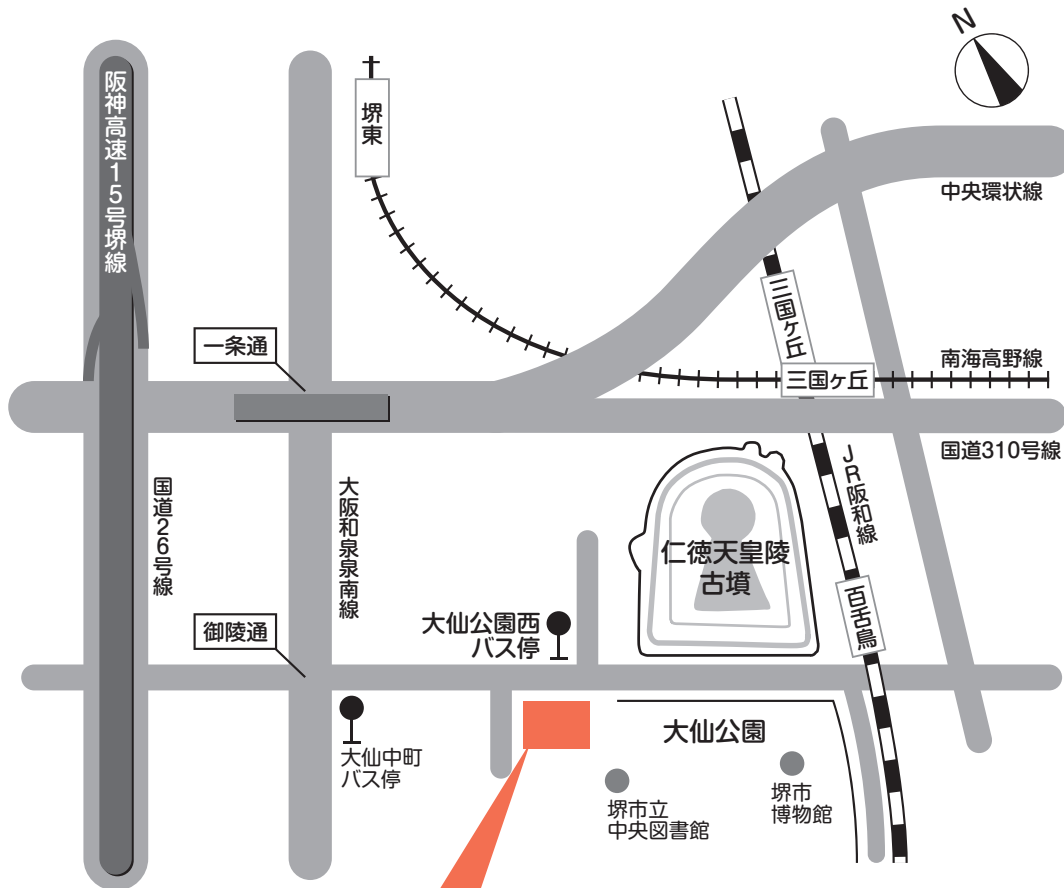 N
阪神高速15号堺線
堺東
中央環状線
三国ヶ丘
一条通
三国ヶ丘
南海高野線
国道310号線
JR阪和線
国道26号線
大阪和泉泉南線
仁徳天皇陵
古墳
百舌鳥
御陵通
大仙公園西
バス停
大仙公園
大仙中町
バス停
堺市立
中央図書館
堺市
博物館